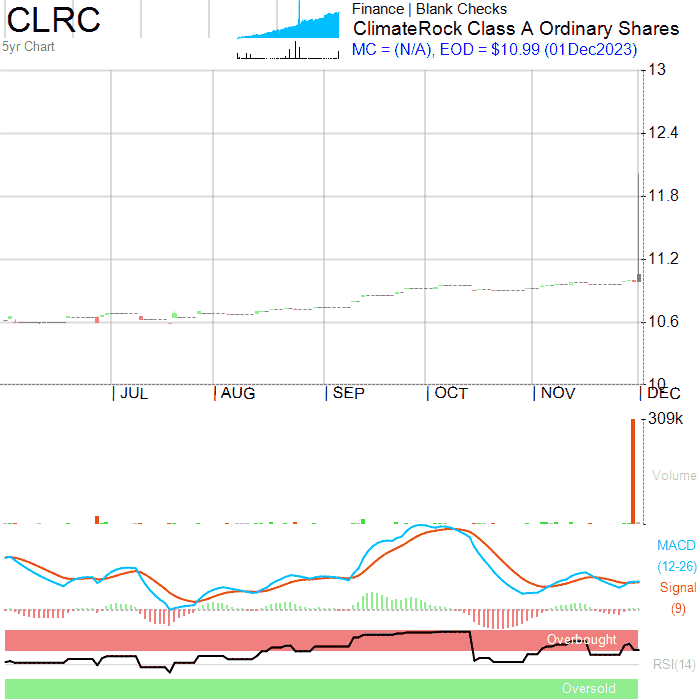 CLRC
5yr Chart
Finance | Blank Checks
ClimateRock Class A Ordinary Shares
MC = (N/A), EOD = $10.99 (01Dec2023)
13
12.4
11.8
11.2
10.6
10
JUL
AUG
SEP
OCT
NOV
DEC
309k
Volume
MACD
(12-26)
Signal
(9)
Overbought
RSI(14)
Oversold